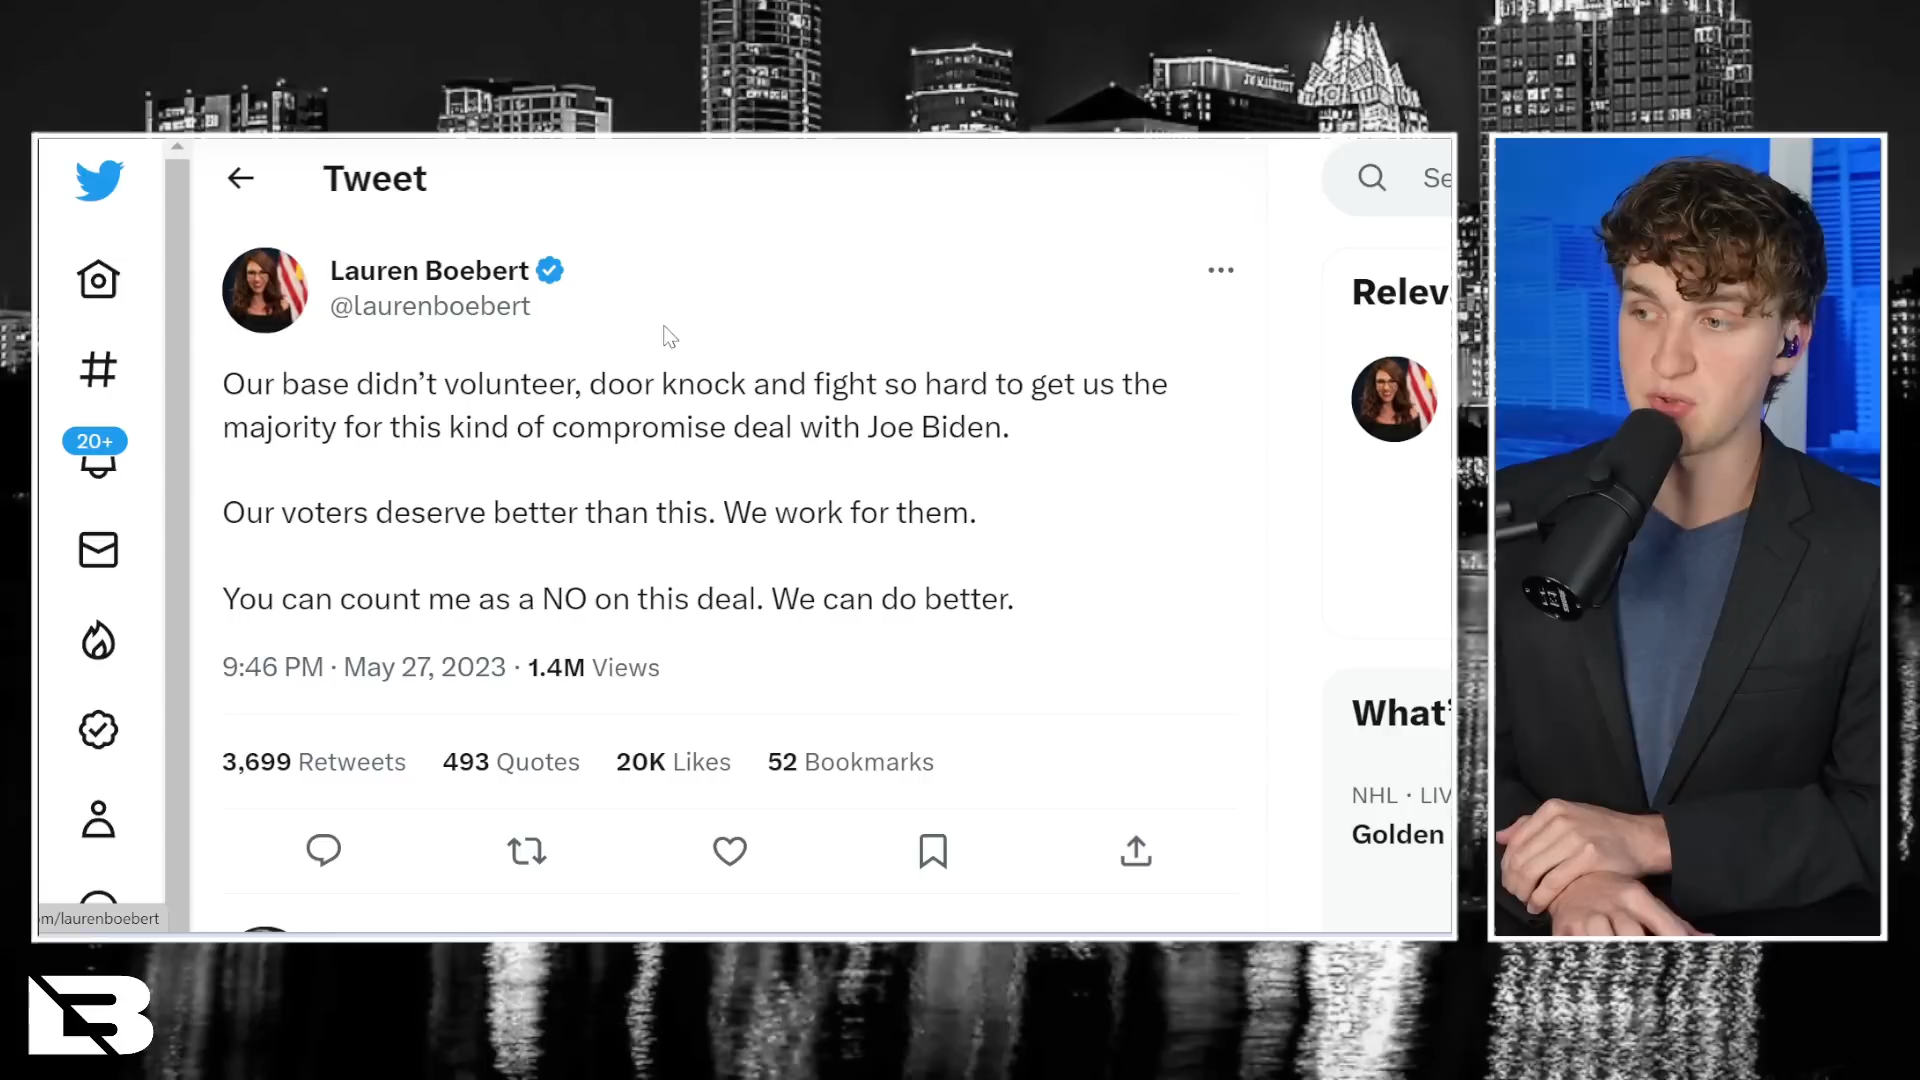 Tweet
Se
Lauren Boebert
@laurenboebert
Relev
Our base didn’t volunteer, door knock and fight so hard to get us the
majority for this kind of compromise deal with Joe Biden.
20+
Our voters deserve better than this. We work for them.
You can count me as a NO on this deal. We can do better.
9:46 PM · May 27, 2023 · 1.4M Views
What’
3,699 Retweets 493 Quotes 20K Likes 52 Bookmarks
NHL · LIV
Golden
m/laurenboebert
B